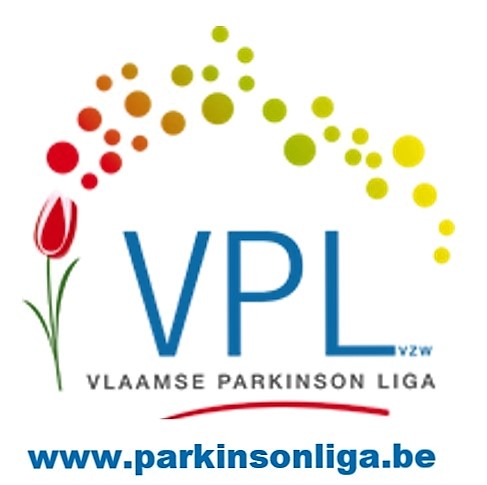 VPL vzw
VLAAMSE PARKINSON LIGA
www.parkinsonliga.be